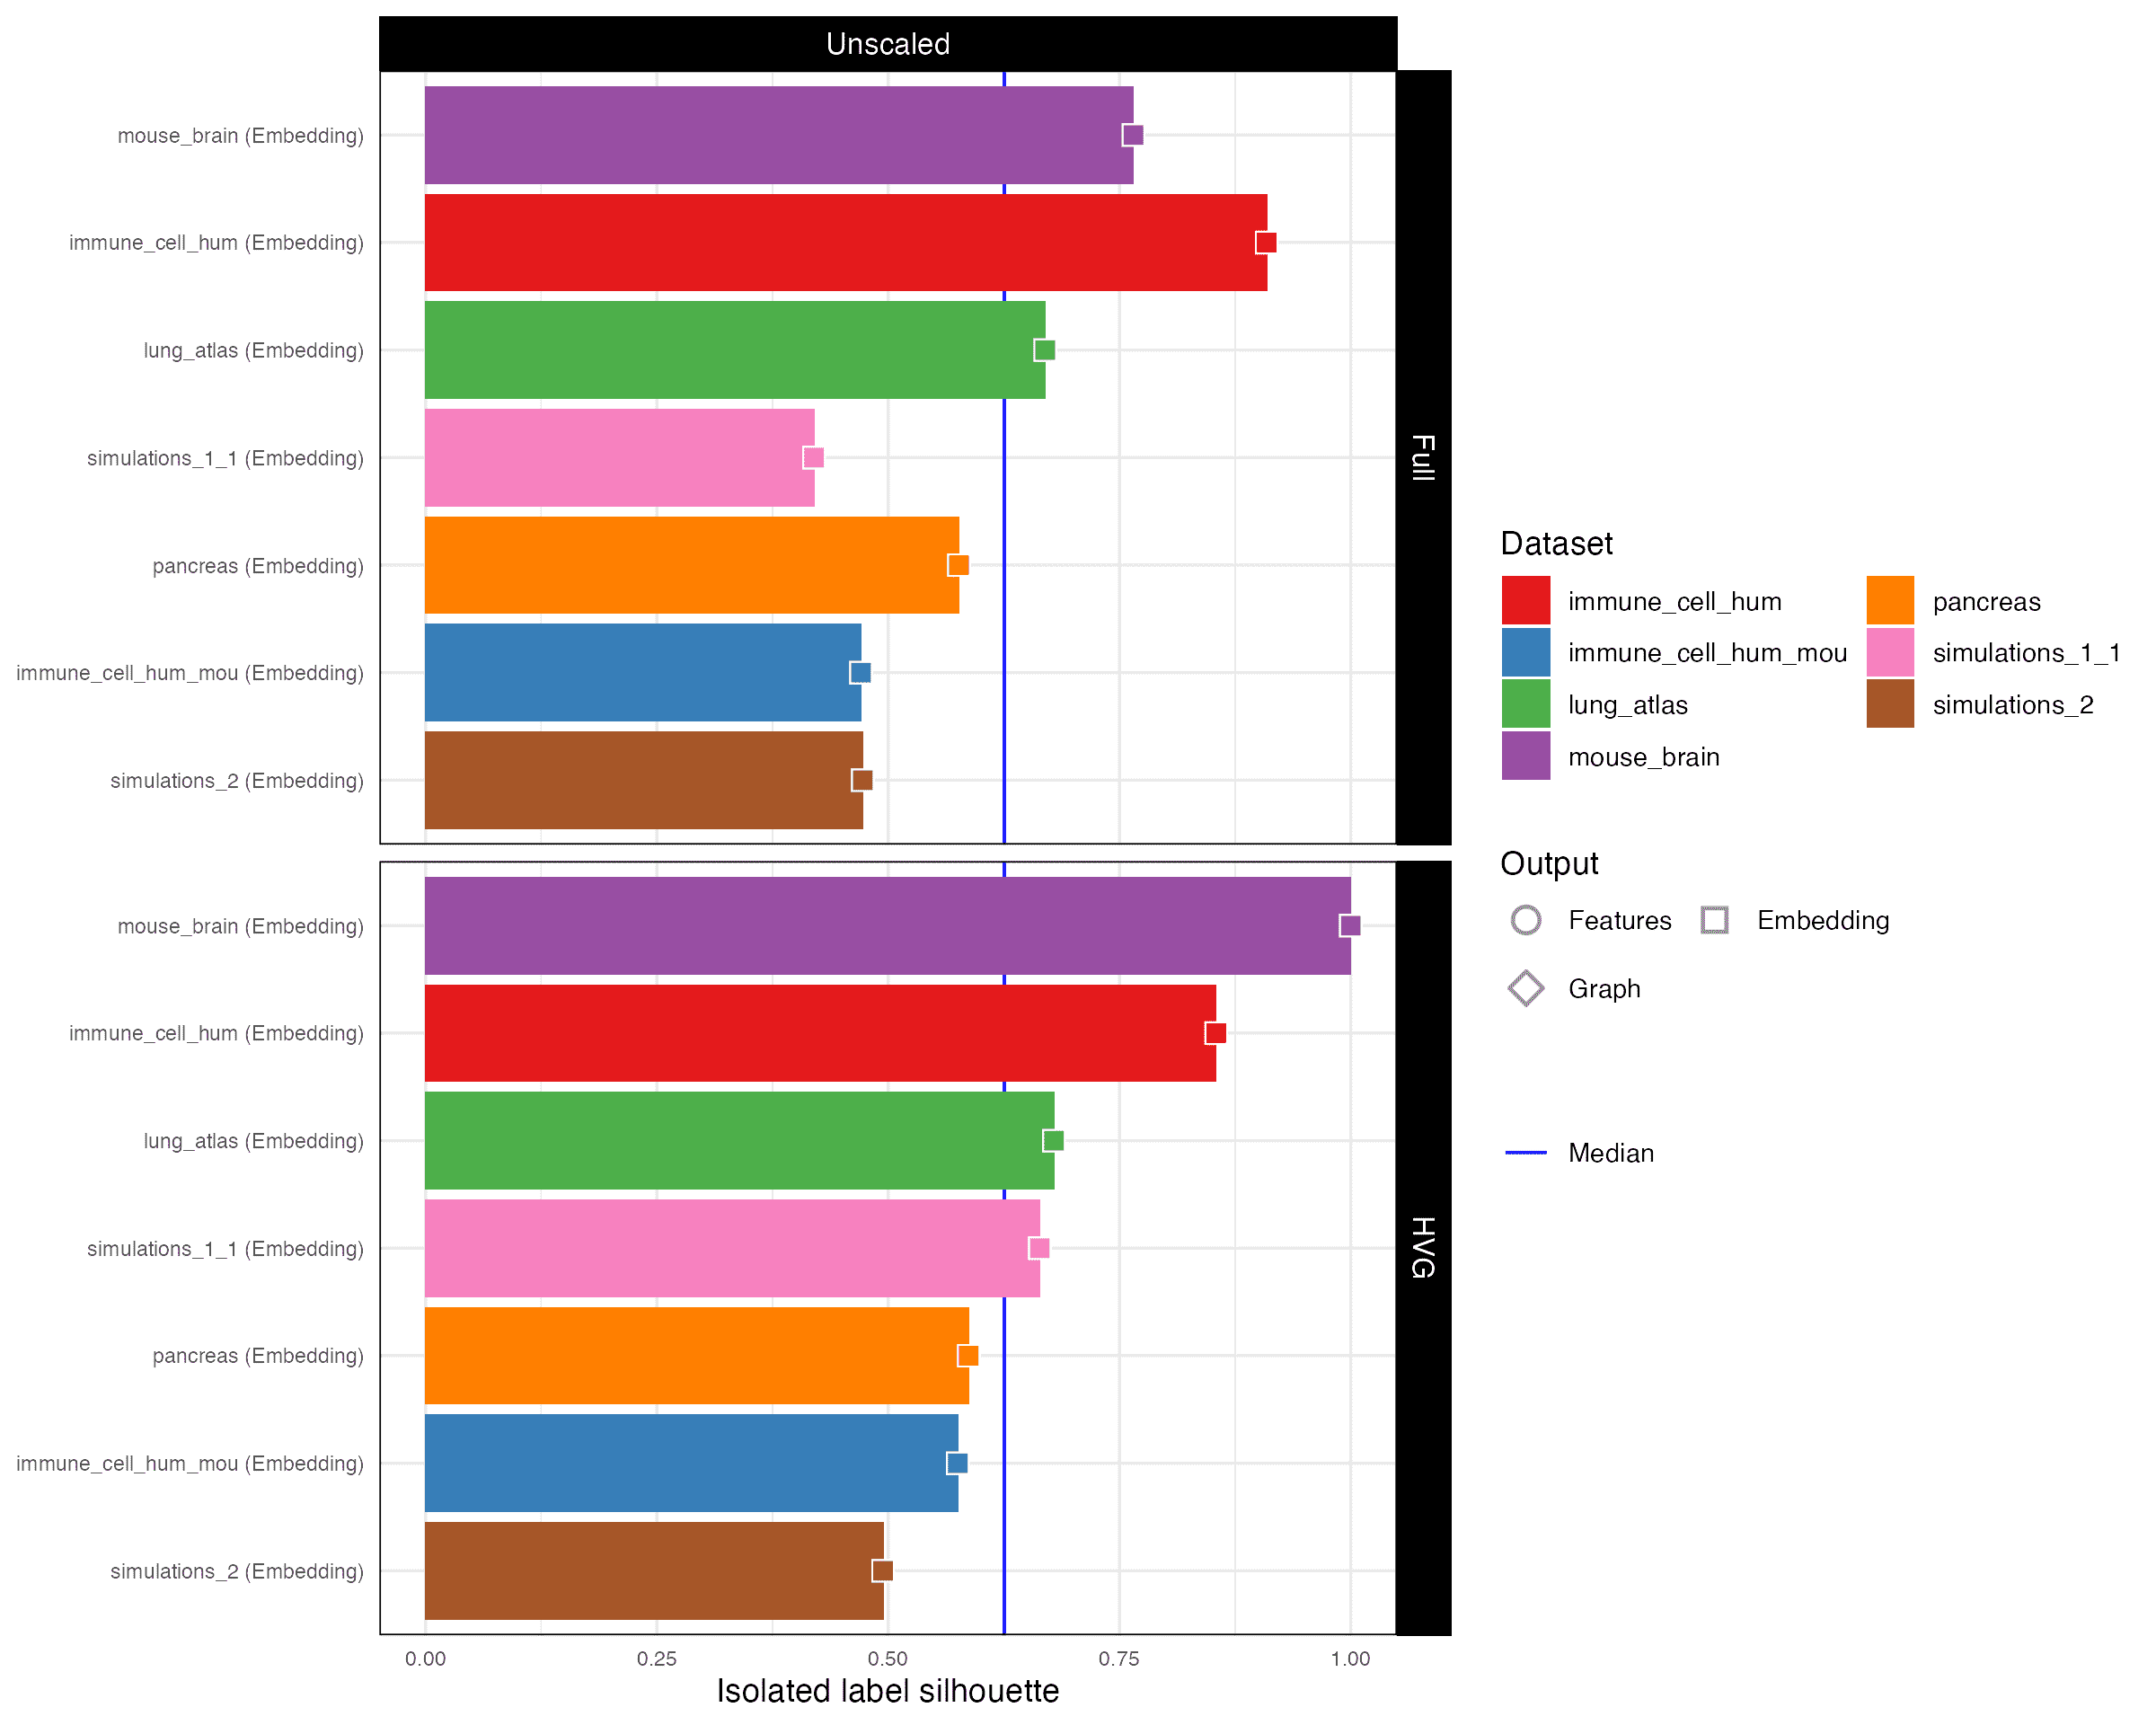 Unscaled
mouse_brain (Embedding)
immune_cell_hum (Embedding)
lung_atlas (Embedding)
simulations_1_1 (Embedding)
pancreas (Embedding)
immune_cell_hum_mou (Embedding)
simulations_2 (Embedding)
Full
mouse_brain (Embedding)
immune_cell_hum (Embedding)
lung_atlas (Embedding)
simulations_1_1 (Embedding)
pancreas (Embedding)
immune_cell_hum_mou (Embedding)
simulations_2 (Embedding)
HVG
0.00 0.25 0.50 0.75 1.00
Isolated label silhouette
Dataset
immune_cell_hum pancreas
immune_cell_hum_mou simulations_1_1
lung_atlas simulations_2
mouse_brain
Output
Features Embedding
Graph
Median